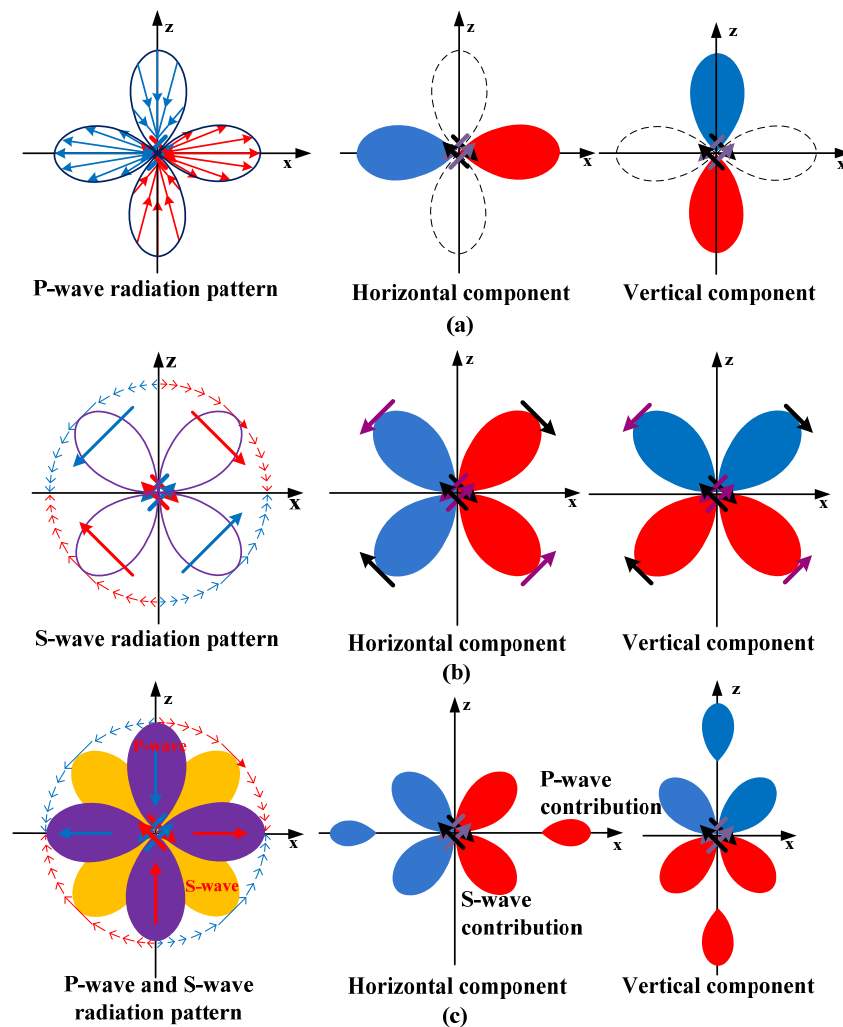 z
z
z
x
x
x
P-wave radiation pattern
Horizontal component
Vertical component
(a)
z
z
z
x
x
x
S-wave radiation pattern
Horizontal component
Vertical component
(b)
z
z
z
P-wave
P-wave
contribution
x
x
x
S-wave
S-wave
contribution
P-wave and S-wave
radiation pattern
Horizontal component
Vertical component
(c)